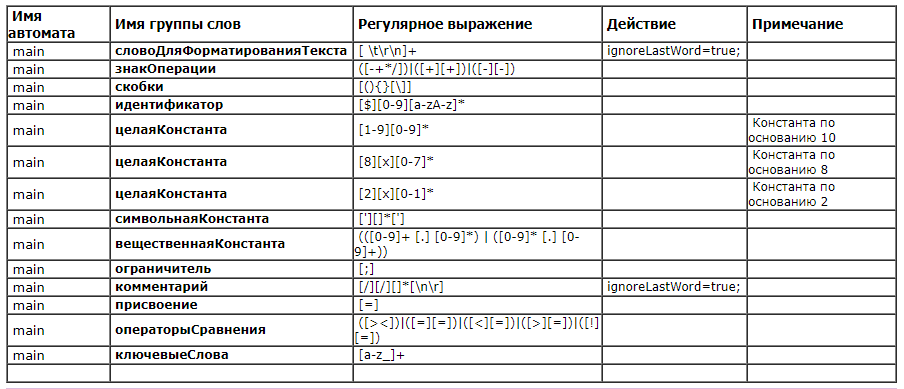 Имя автомата Имя группы слов Регулярное выражение Действие Примечание
main словоДляФорматированияТекста [ \t\r\n]+ ignoreLastWord=true;
main знакОперации ([-+*/])|([+][+])|([-][-])
main скобки [(){}[\]]
main идентификатор [$][0-9][a-zA-z]*
main целаяКонстанта [1-9][0-9]* Константа по основанию 10
main целаяКонстанта [8][x][0-7]* Константа по основанию 8
main целаяКонстанта [2][x][0-1]* Константа по основанию 2
main символьнаяКонстанта ['][]*[']
main вещественнаяКонстанта (([0-9]+ [.] [0-9]*) | ([0-9]* [.] [0-9]+))
main ограничитель [;]
main комментарий [/][/][]*[\n\r] ignoreLastWord=true;
main присвоение [=]
main операторыСравнения ([><])|([=][=])|([<][=])|([>][=])|([!][=])
main ключевыеСлова [a-z_]+